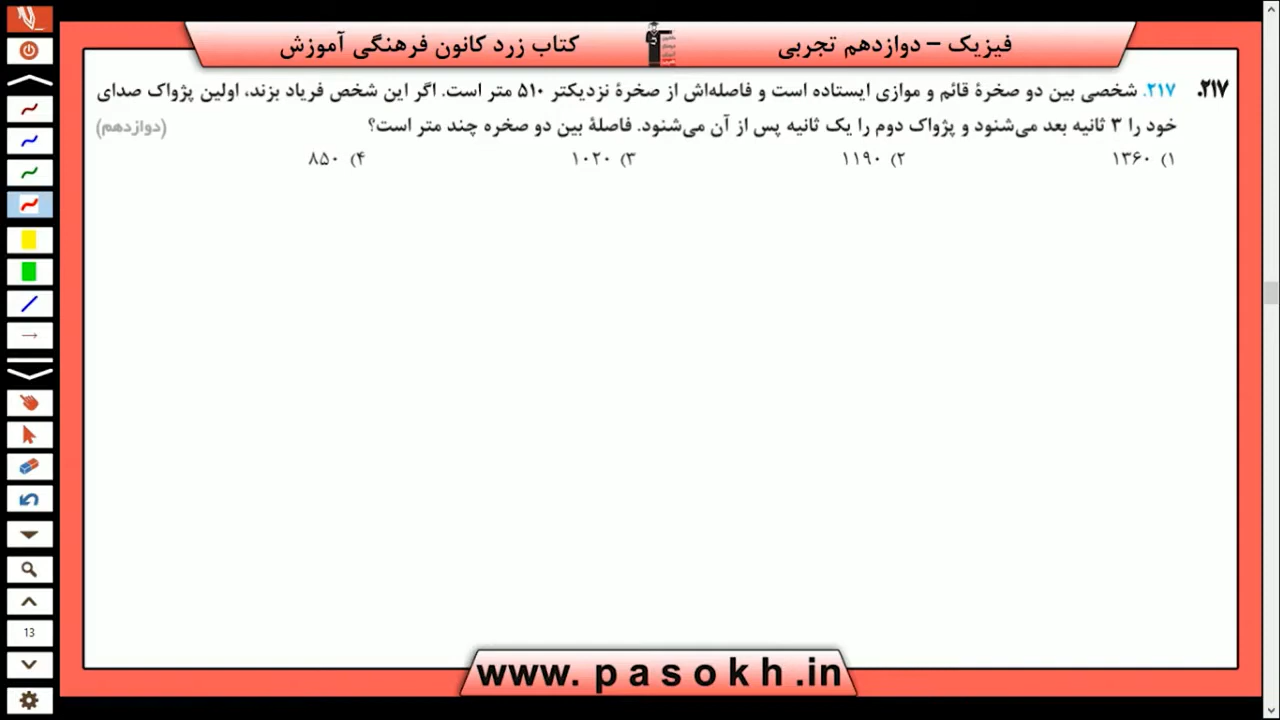 فیزیک – دوازدهم تجربی
کتاب زرد کانون فرهنگی آموزش
۲۱۷. ۲۱۷. شخصی بین دو صخرهٔ قائم و موازی ایستاده است و فاصله‌اش از صخرهٔ نزدیکتر ۵۱۰ متر است. اگر این شخص فریاد بزند، اولین پژواک صدای
خود را ۳ ثانیه بعد می‌شنود و پژواک دوم را یک ثانیه پس از آن می‌شنود. فاصلهٔ بین دو صخره چند متر است؟ (دوازدهم)
۱) ۱۳۶۰ ۲) ۱۱۹۰ ۳) ۱۰۲۰ ۴) ۸۵۰
13
www. p a s o k h .in